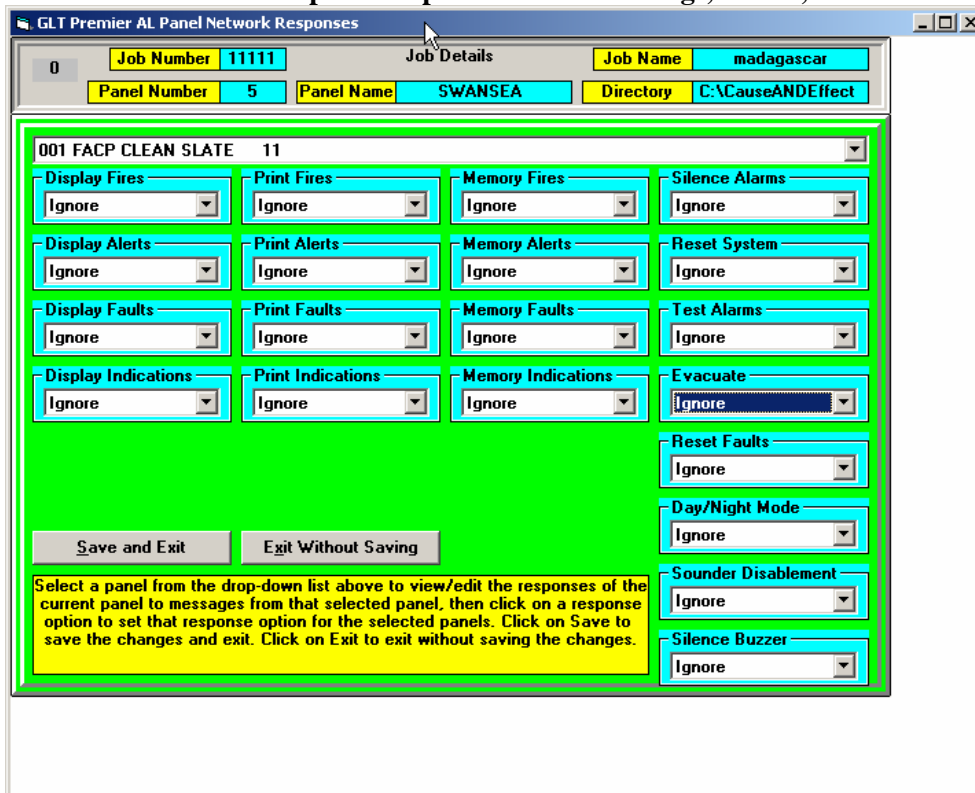 GLT Premier AL Panel Network Responses
0
Job Number 11111 Job Details Job Name madagascar
Panel Number 5 Panel Name SWANSEA Directory C:\CauseANDEffect
001 FACP CLEAN SLATE 11
Display Fires Print Fires Memory Fires Silence Alarms
Ignore Ignore Ignore Ignore
Display Alerts Print Alerts Memory Alerts Reset System
Ignore Ignore Ignore Ignore
Display Faults Print Faults Memory Faults Test Alarms
Ignore Ignore Ignore Ignore
Display Indications Print Indications Memory Indications Evacuate
Ignore Ignore Ignore Ignore
Reset Faults
Ignore
Day/Night Mode
Ignore
Save and Exit Exit Without Saving
Sounder Disablement
Ignore
Silence Buzzer
Ignore
Select a panel from the drop-down list above to view/edit the responses of the
current panel to messages from that selected panel, then click on a response
option to set that response option for the selected panels. Click on Save to
save the changes and exit. Click on Exit to exit without saving the changes.